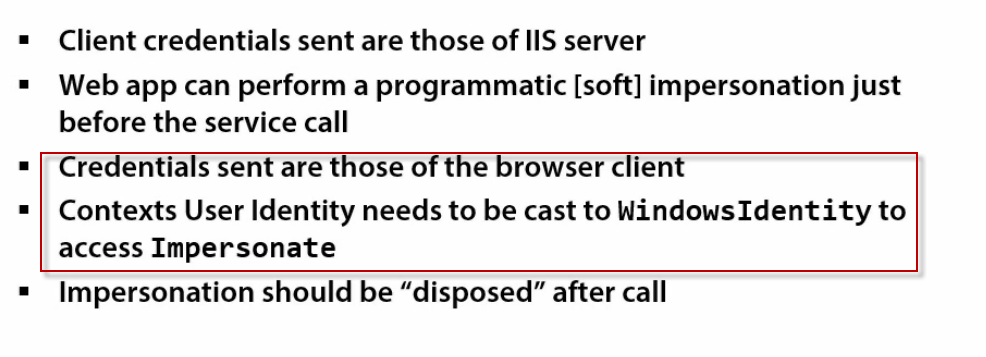 ▪ Client credentials sent are those of IIS server
▪ Web app can perform a programmatic [soft] impersonation just
before the service call
▪ Credentials sent are those of the browser client
▪ Contexts User Identity needs to be cast to WindowsIdentity to
access Impersonate
▪ Impersonation should be “disposed” after call